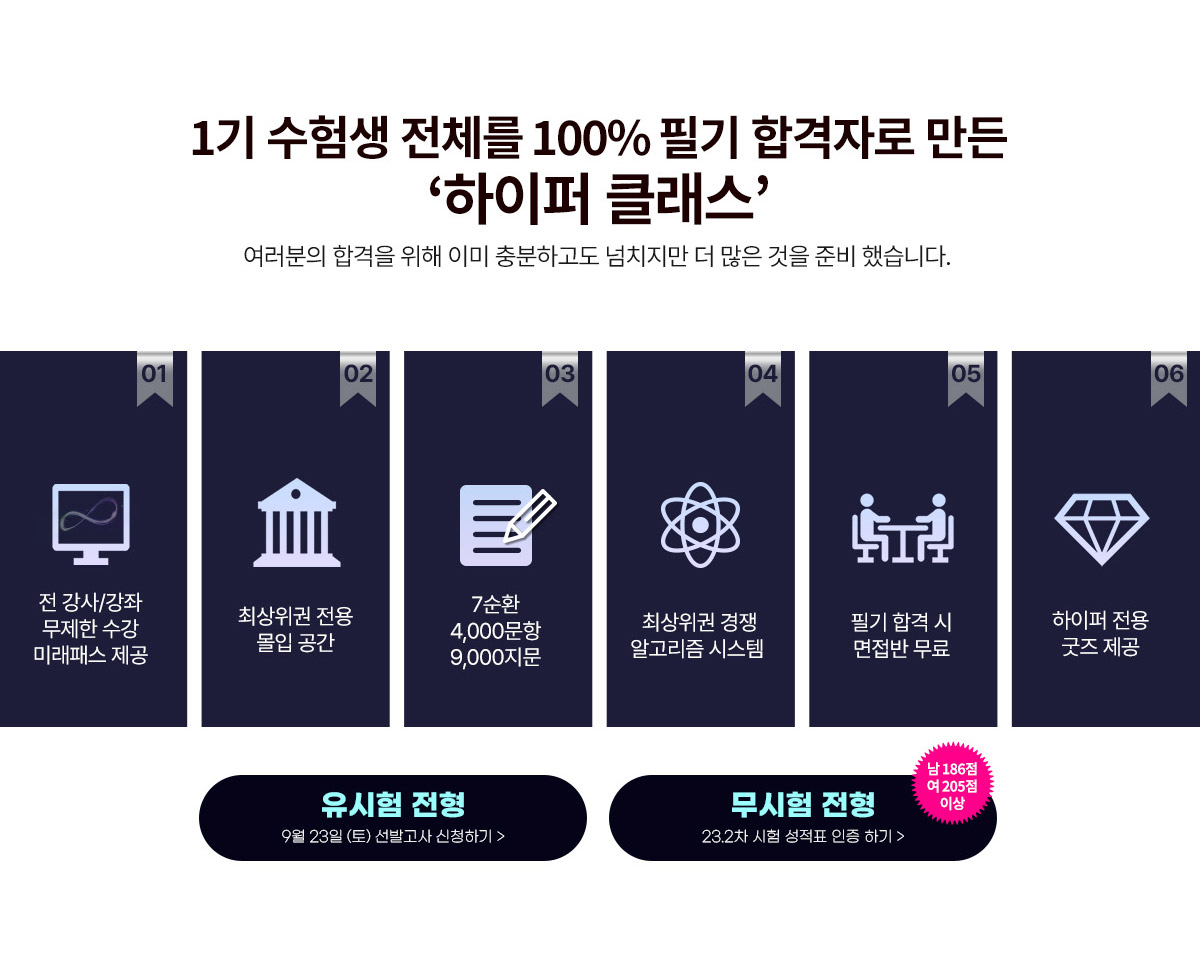 1기 수험생 전체를 100% 필기 합격자로 만든
‘하이퍼 클래스’
여러분의 합격을 위해 이미 충분하고도 넘치지만 더 많은 것을 준비 했습니다.
01
전 강사/강좌
무제한 수강
미래패스 제공
02
최상위권 전용
몰입 공간
03
7순환
4,000문항
9,000지문
04
최상위권 경쟁
알고리즘 시스템
05
필기 합격 시
면접반 무료
06
하이퍼 전용
굿즈 제공
유시험 전형
9월 23일 (토) 선발고사 신청하기 >
무시험 전형
23.2차 시험 성적표 인증 하기 >
남 186점
여 205점
이상